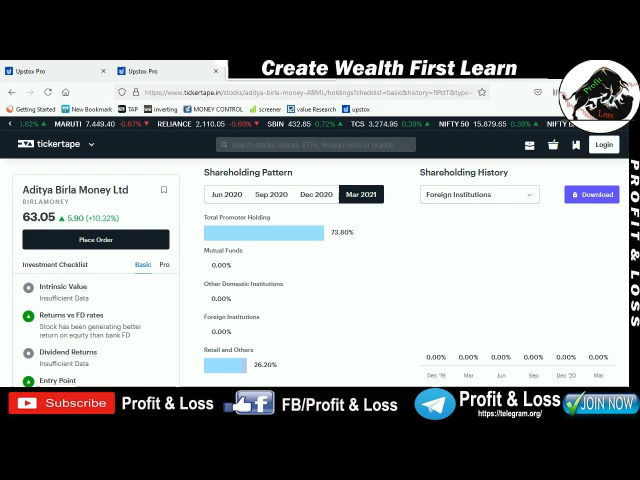 Create Wealth First Learn
Upstox Pro
Upstox Pro
https://www.tickertape.in/stocks/aditya-birla-money-ABML/holdings?checklist=basic&history=fiPctT&type=
Getting Started
New Bookmark
TAP
inverting
MONEY CONTROL
screener
value Research
upstox
1.62% MARUTI 7,449.40 -0.87% RELIANCE 2,110.05 -0.69% SBIN 432.85 0.72% TCS 3,274.95 0.39% NIFTY 50 15,879.65 0.39% NIFTY
Profit
Loss
tickertape
Search stocks, indices, ETFs, Mutual Funds or brands
Login
Aditya Birla Money Ltd
BIRLAMONEY
63.05 5.90 (+10.32%)
Place Order
Investment Checklist
Basic
Pro
Intrinsic Value
Insufficient Data
Returns vs FD rates
Stock has been generating better
return on equity than bank FD
Dividend Returns
Insufficient Data
Entry Point
Shareholding Pattern
Jun 2020 Sep 2020 Dec 2020 Mar 2021
Total Promoter Holding
73.80%
Mutual Funds
0.00%
Other Domestic Institutions
0.00%
Foreign Institutions
0.00%
Retail and Others
26.20%
Shareholding History
Foreign Institutions
Download
0.00% 0.00% 0.00% 0.00% 0.00% 0.00%
Dec '19 Mar Jun Sep Dec '20 Mar
PROFIT & LOSS
Subscribe
Profit & Loss
FB/Profit & Loss
Profit & Loss
https://telegram.org/
JOIN NOW